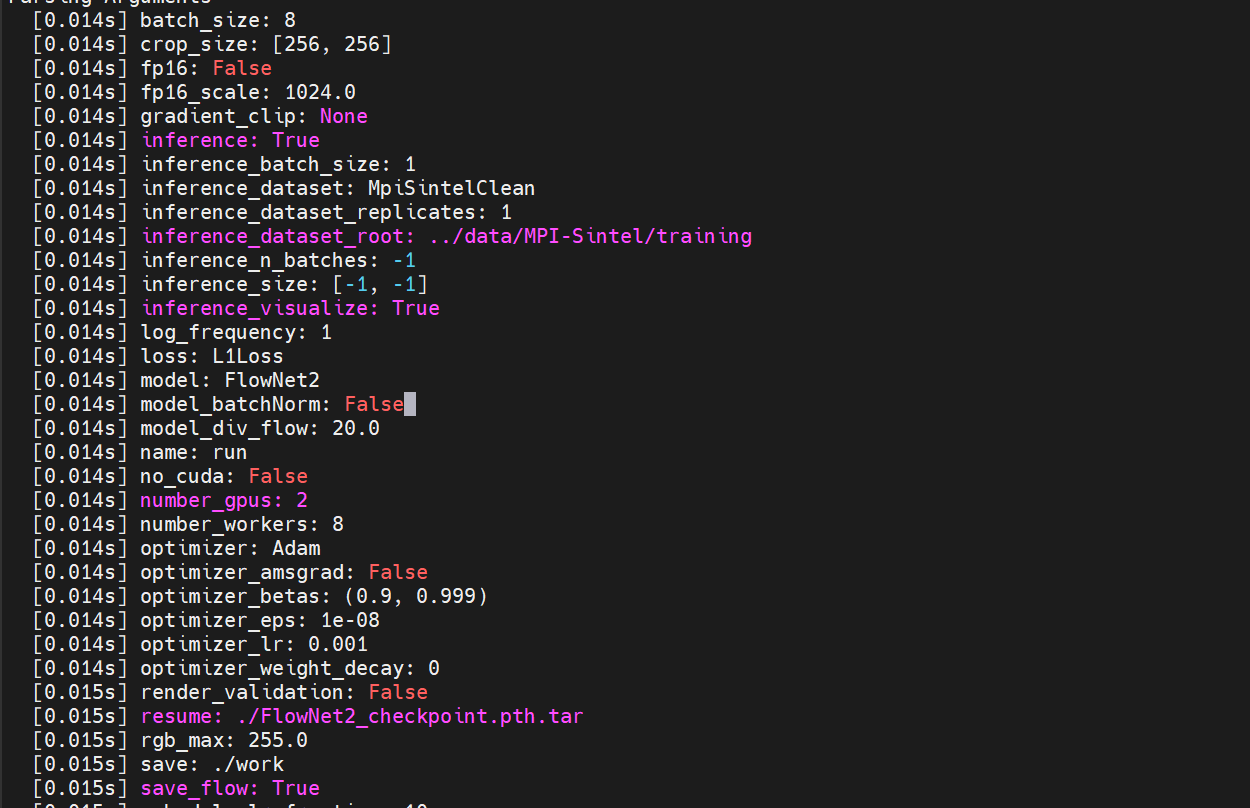 Parsing Arguments
[0.014s] batch_size: 8
[0.014s] crop_size: [256, 256]
[0.014s] fp16: False
[0.014s] fp16_scale: 1024.0
[0.014s] gradient_clip: None
[0.014s] inference: True
[0.014s] inference_batch_size: 1
[0.014s] inference_dataset: MpiSintelClean
[0.014s] inference_dataset_replicates: 1
[0.014s] inference_dataset_root: ../data/MPI-Sintel/training
[0.014s] inference_n_batches: -1
[0.014s] inference_size: [-1, -1]
[0.014s] inference_visualize: True
[0.014s] log_frequency: 1
[0.014s] loss: L1Loss
[0.014s] model: FlowNet2
[0.014s] model_batchNorm: False
[0.014s] model_div_flow: 20.0
[0.014s] name: run
[0.014s] no_cuda: False
[0.014s] number_gpus: 2
[0.014s] number_workers: 8
[0.014s] optimizer: Adam
[0.014s] optimizer_amsgrad: False
[0.014s] optimizer_betas: (0.9, 0.999)
[0.014s] optimizer_eps: 1e-08
[0.014s] optimizer_lr: 0.001
[0.014s] optimizer_weight_decay: 0
[0.015s] render_validation: False
[0.015s] resume: ./FlowNet2_checkpoint.pth.tar
[0.015s] rgb_max: 255.0
[0.015s] save: ./work
[0.015s] save_flow: True